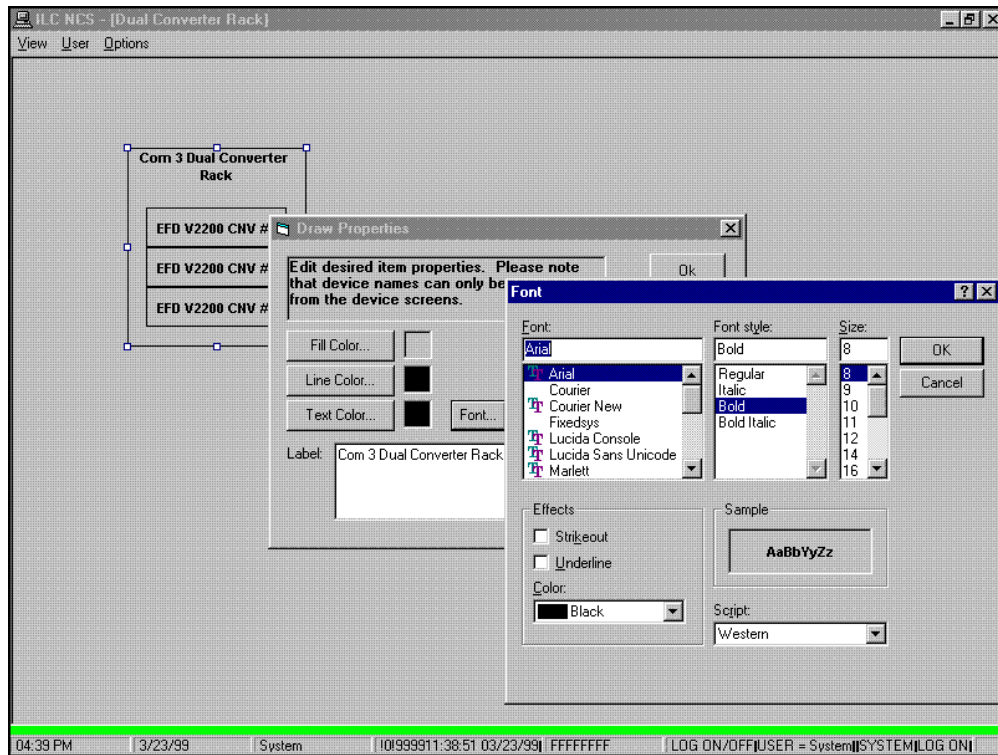 ILC NCS - [Dual Converter Rack]
View User Options
Com 3 Dual Converter
Rack
EFD V2200 CNV #
EFD V2200 CNV #
EFD V2200 CNV #
Draw Properties
Edit desired item properties. Please note
that device names can only be
from the device screens.
Ok
Fill Color...
Line Color...
Text Color...
Font...
Label:
Com 3 Dual Converter Rack
Font
Font:
Arial
Arial
Courier
Courier New
Fixedsys
Lucida Console
Lucida Sans Unicode
Marlett
Font style:
Bold
Regular
Italic
Bold
Bold Italic
Size:
8
8
9
10
11
12
14
16
OK
Cancel
Effects
Strikeout
Underline
Color:
Black
Sample
AaBbYyZz
Script:
Western
04:39 PM 3/23/99 System !0!999911:38:51 03/23/99| FFFFFFFF LOG ON/OFF|USER = System||SYSTEM|LOG ON|